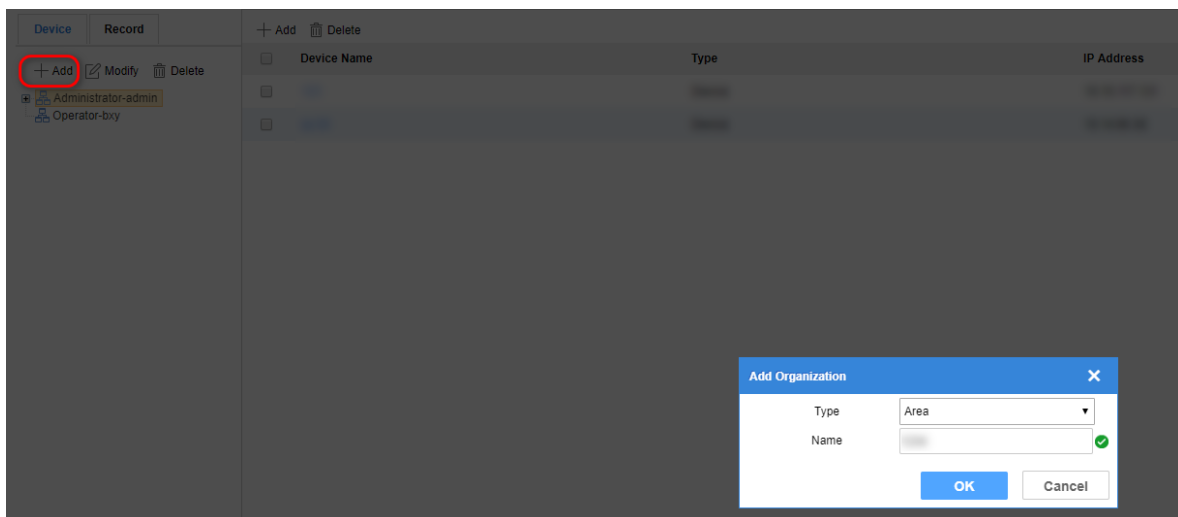 Device Record
Add Delete
Device Name Type IP Address
Add Modify Delete
Administrator-admin
Operator-bxy
Add Organization
Type Area
Name
OK Cancel